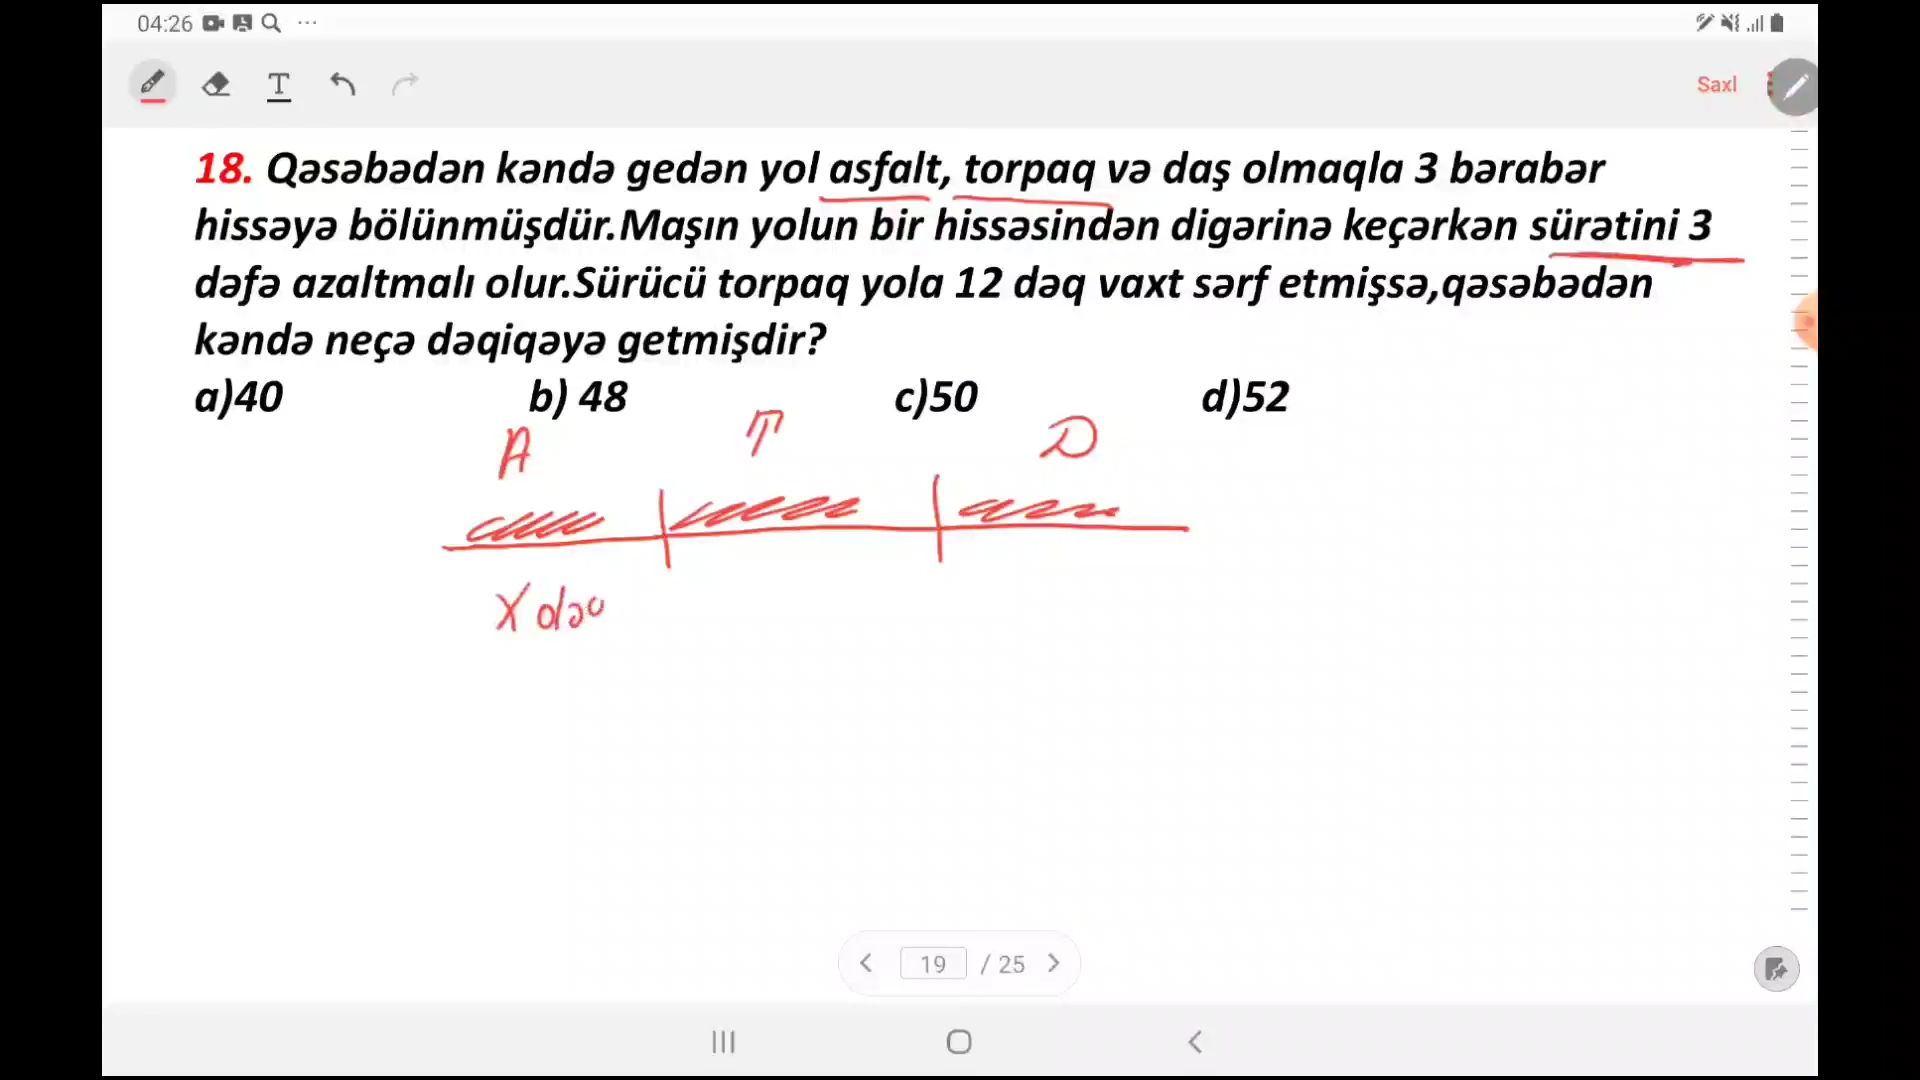 04:26 ...
T
Saxl
18. Qəsəbədən kəndə gedən yol asfalt, torpaq və daş olmaqla 3 bərabər
hissəyə bölünmüşdür.Maşın yolun bir hissəsindən digərinə keçərkən sürətini 3
dəfə azaltmalı olur.Sürücü torpaq yola 12 dəq vaxt sərf etmişsə,qəsəbədən
kəndə neçə dəqiqəyə getmişdir?
a)40 b) 48 c)50 d)52
A T D
X dəq
19 / 25